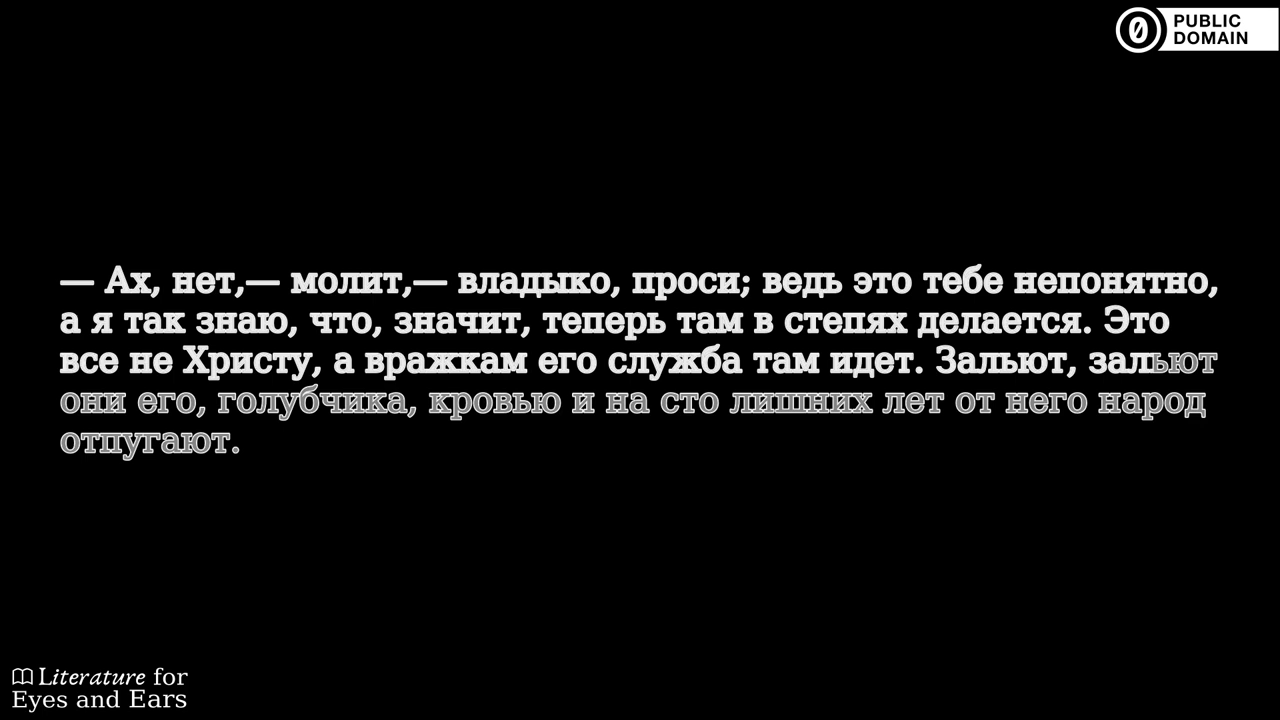 PUBLIC
DOMAIN
— Ах, нет,— молит,— владыко, проси; ведь это тебе непонятно,
а я так знаю, что, значит, теперь там в степях делается. Это
все не Христу, а вражкам его служба там идет. Зальют, зальют
они его, голубчика, кровью и на сто лишних лет от него народ
отпугают.
Literature for
Eyes and Ears